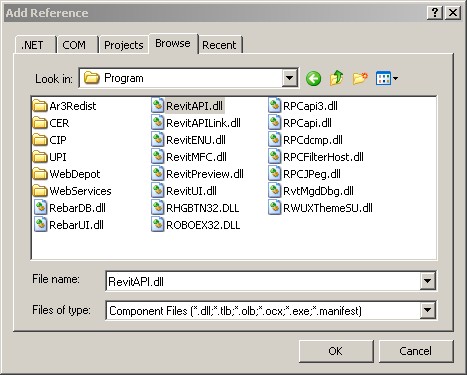 Add Reference
.NET COM Projects Browse Recent
Look in: Program
Ar3Redist RevitAPI.dll RPCapi3.dll
CER RevitAPILink.dll RPCapi.dll
CIP RevitENU.dll RPCdcmp.dll
UPI RevitMFC.dll RPCFilterHost.dll
WebDepot RevitPreview.dll RPCJPeg.dll
WebServices RevitUI.dll RvtMgdDbg.dll
RebarDB.dll RHGBTN32.DLL RWUXThemeSU.dll
RebarUI.dll ROBOEX32.DLL
File name: RevitAPI.dll
Files of type: Component Files (*.dll;*.tlb;*.olb;*.ocx;*.exe;*.manifest)
OK Cancel